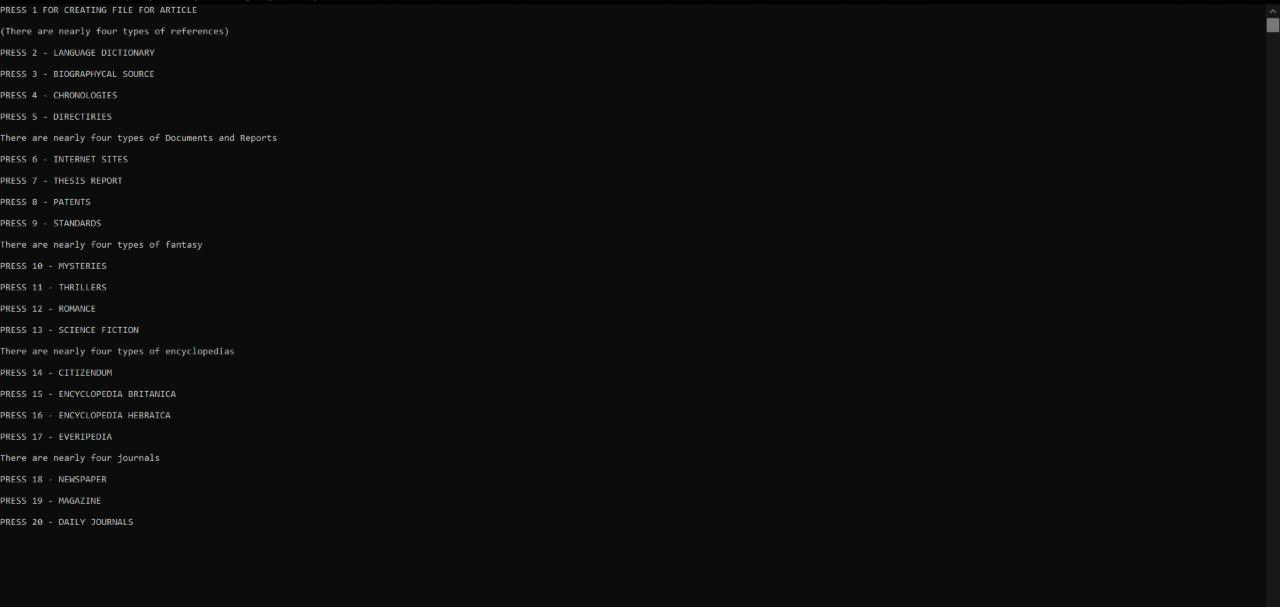 PRESS 1 FOR CREATING FILE FOR ARTICLE
(There are nearly four types of references)
PRESS 2 - LANGUAGE DICTIONARY
PRESS 3 - BIOGRAPHYCAL SOURCE
PRESS 4 - CHRONOLOGIES
PRESS 5 - DIRECTIRIES
There are nearly four types of Documents and Reports
PRESS 6 - INTERNET SITES
PRESS 7 - THESIS REPORT
PRESS 8 - PATENTS
PRESS 9 - STANDARDS
There are nearly four types of fantasy
PRESS 10 - MYSTERIES
PRESS 11 - THRILLERS
PRESS 12 - ROMANCE
PRESS 13 - SCIENCE FICTION
There are nearly four types of encyclopedias
PRESS 14 - CITIZENDUM
PRESS 15 - ENCYCLOPEDIA BRITANICA
PRESS 16 - ENCYCLOPEDIA HEBRAICA
PRESS 17 - EVERIPEDIA
There are nearly four journals
PRESS 18 - NEWSPAPER
PRESS 19 - MAGAZINE
PRESS 20 - DAILY JOURNALS